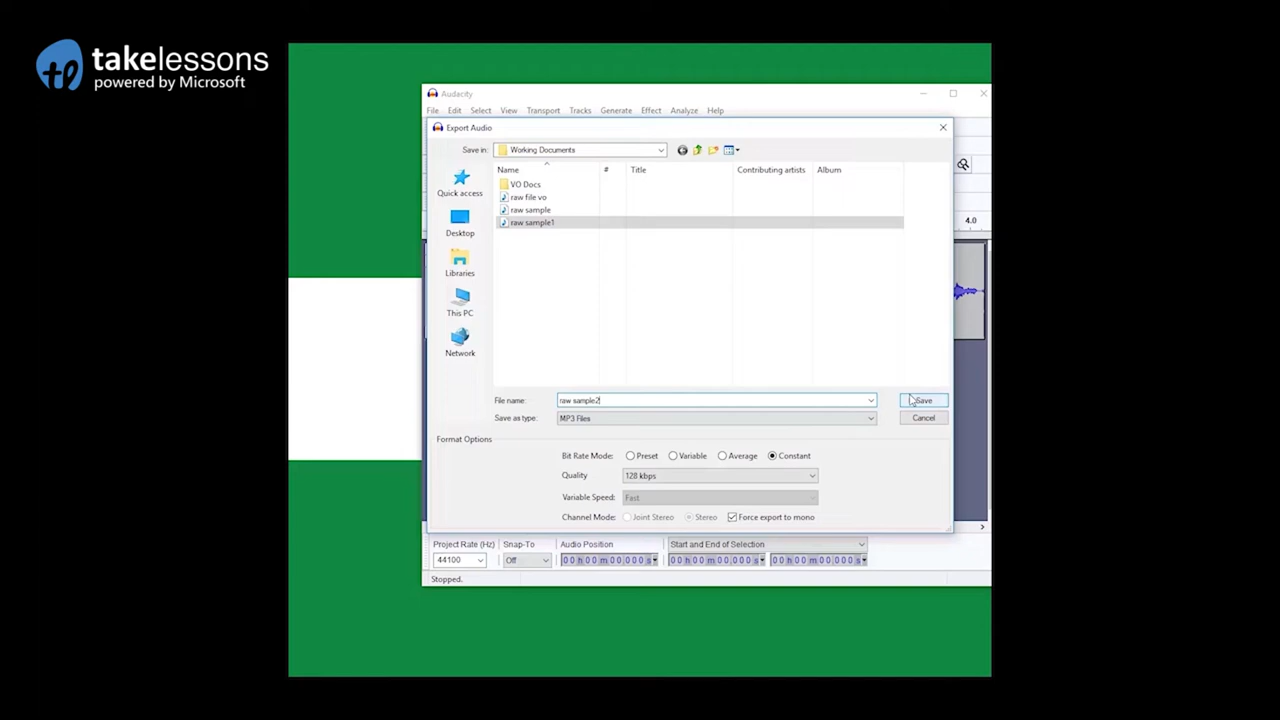 takelessons
powered by Microsoft
Audacity
File Edit Select View Transport Tracks Generate Effect Analyze Help
Export Audio
Save in: Working Documents
Name # Title Contributing artists Album
VO Docs
raw file vo
raw sample
raw sample1
Quick access
Desktop
Libraries
This PC
Network
4.0
File name: raw sample2 Save
Save as type: MP3 Files Cancel
Format Options
Bit Rate Mode: Preset Variable Average Constant
Quality 128 kbps
Variable Speed: Fast
Channel Mode: Joint Stereo Stereo Force export to mono
Project Rate (Hz) Snap-To Audio Position Start and End of Selection
44100 Off 00 h 00 m 00.000 s 00 h 00 m 00.000 s 00 h 00 m 00.000 s
Stopped.